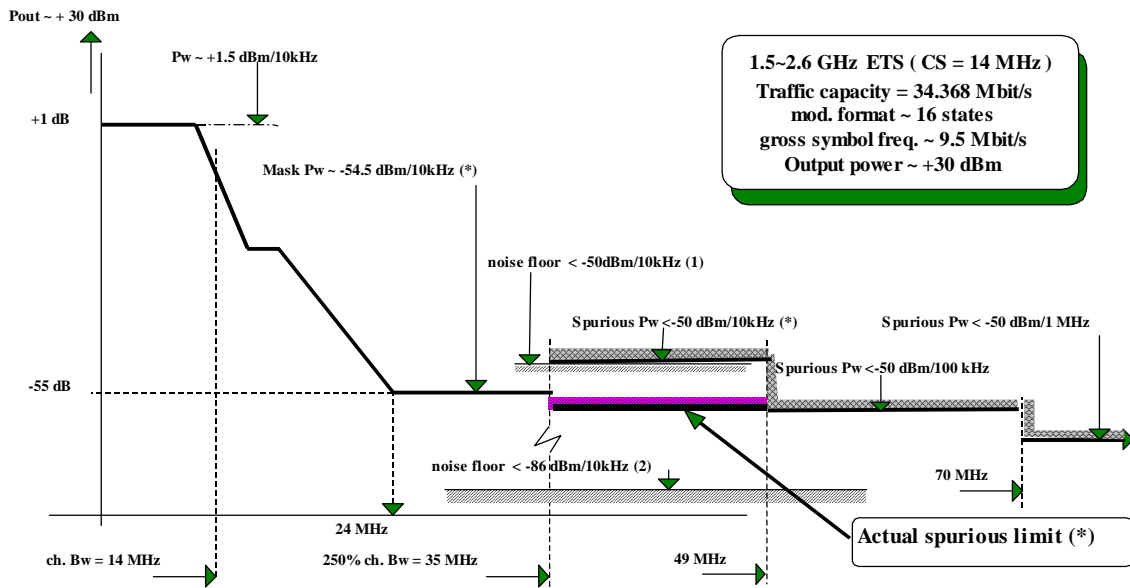 Pout ~ + 30 dBm
Pw ~ +1.5 dBm/10kHz
1.5~2.6 GHz ETS ( CS = 14 MHz )
Traffic capacity = 34.368 Mbit/s
mod. format ~ 16 states
gross symbol freq. ~ 9.5 Mbit/s
Output power ~ +30 dBm
+1 dB
Mask Pw ~ -54.5 dBm/10kHz (*)
noise floor < -50dBm/10kHz (1)
Spurious Pw <-50 dBm/10kHz (*)
Spurious Pw < -50 dBm/1 MHz
-55 dB
Spurious Pw <-50 dBm/100 kHz
noise floor < -86 dBm/10kHz (2)
70 MHz
24 MHz
Actual spurious limit (*)
ch. Bw = 14 MHz
250% ch. Bw = 35 MHz
49 MHz